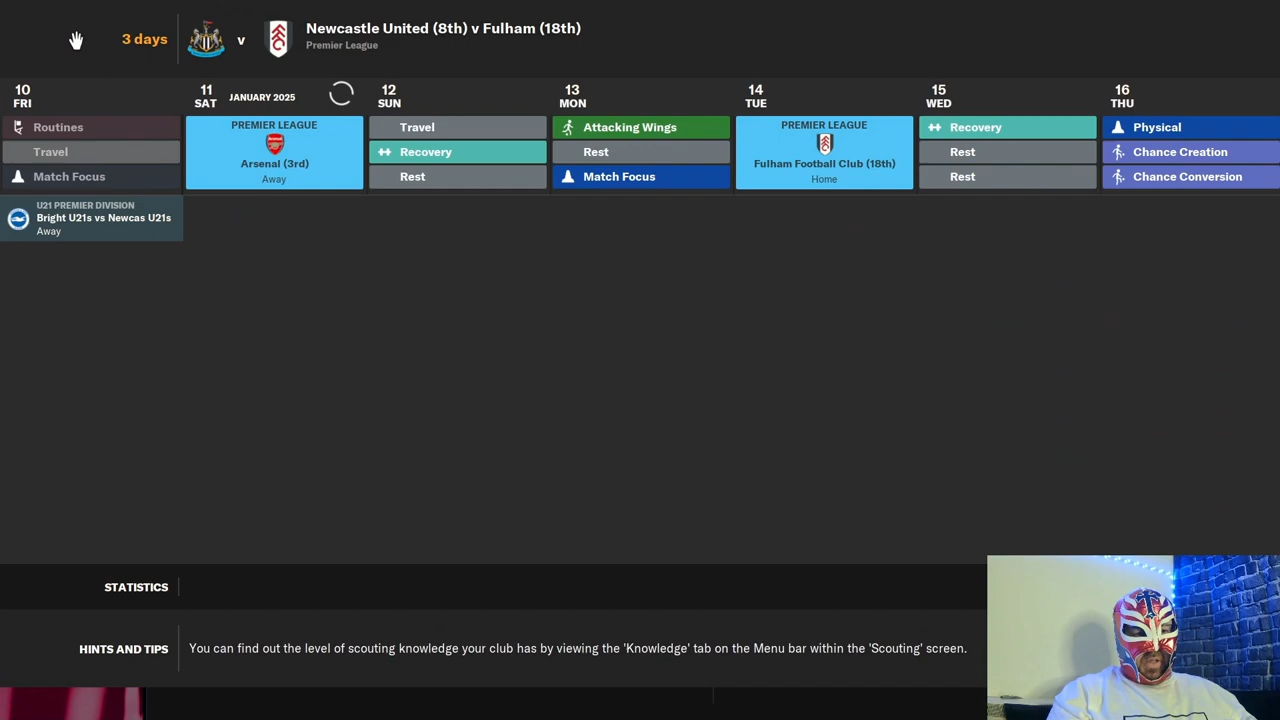 3 days
v
Newcastle United (8th) v Fulham (18th)
Premier League
10
FRI
11
SAT
JANUARY 2025
12
SUN
13
MON
14
TUE
15
WED
16
THU
Routines
Travel
Match Focus
PREMIER LEAGUE
Arsenal (3rd)
Away
Travel
Recovery
Rest
Attacking Wings
Rest
Match Focus
PREMIER LEAGUE
Fulham Football Club (18th)
Home
Recovery
Rest
Rest
Physical
Chance Creation
Chance Conversion
U21 PREMIER DIVISION
Bright U21s vs Newcas U21s
Away
STATISTICS
HINTS AND TIPS
You can find out the level of scouting knowledge your club has by viewing the 'Knowledge' tab on the Menu bar within the 'Scouting' screen.